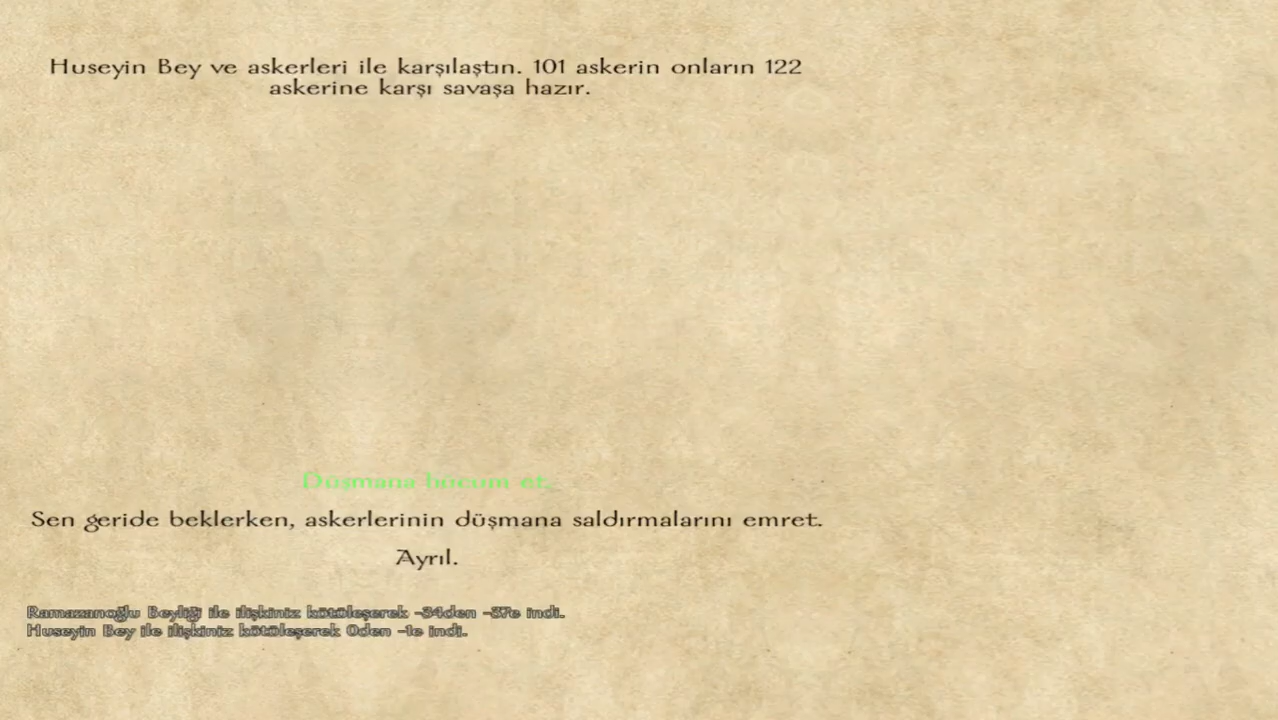 Huseyin Bey ve askerleri ile karşılaştın. 101 askerin onların 122
askerine karşı savaşa hazır.
Düşmana hücum et.
Sen geride beklerken, askerlerinin düşmana saldırmalarını emret.
Ayrıl.
Ramazanoğlu Beyliği ile ilişkiniz kötüleşerek -34den -37e indi.
Huseyin Bey ile ilişkiniz kötüleşerek 0den -1e indi.